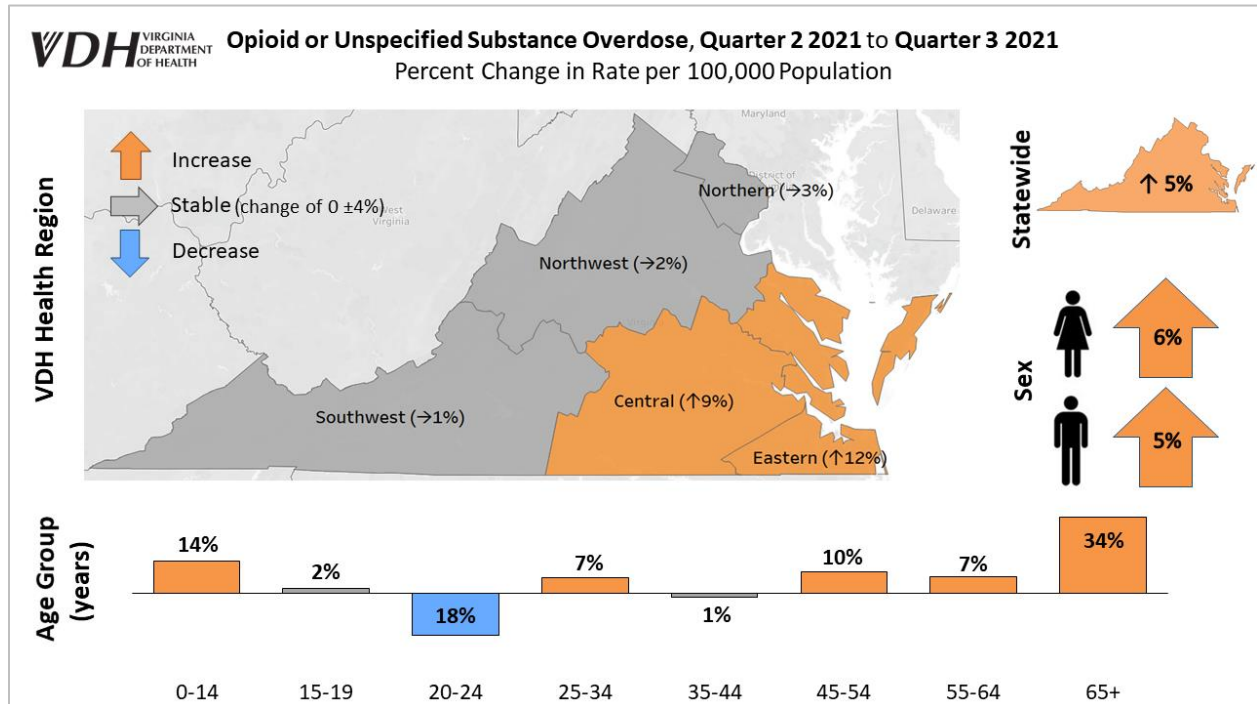 VDH VIRGINIA
DEPARTMENT
OF HEALTH
Opioid or Unspecified Substance Overdose, Quarter 2 2021 to Quarter 3 2021
Percent Change in Rate per 100,000 Population
VDH Health Region
Increase
Stable (change of 0 ±4%)
Decrease
Maryland
District of
West
Virginia
Delaware
Northern (→3%)
Northwest (→2%)
Southwest (→1%)
Central (↑9%)
Eastern (↑12%)
Statewide
↑ 5%
Sex
6%
5%
Age Group
(years)
14%
2%
18%
7%
1%
10%
7%
34%
0-14 15-19 20-24 25-34 35-44 45-54 55-64 65+